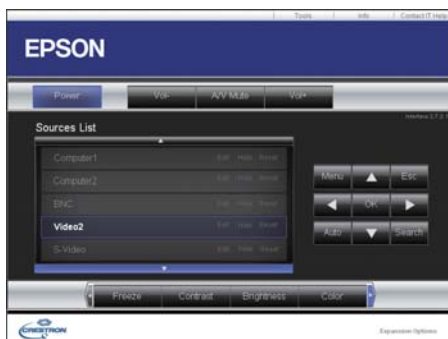 Tools Info Contact IT Help
EPSON
Power Vol- A/V Mute Vol+
Sources List
Computer1 Edit Hide Reset
Computer2 Edit Hide Reset
BNC Edit Hide Reset
Video2 Edit Hide Reset
S-Video Edit Hide Reset
Menu Esc
OK
Auto Search
Freeze Contrast Brightness Color
CRESTRON Expansion Options